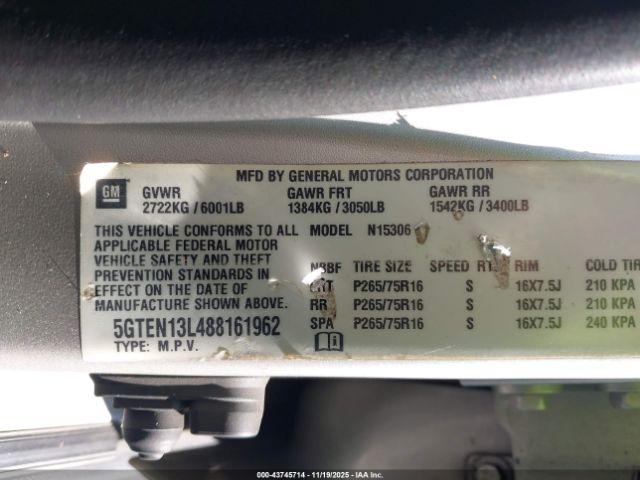 MFD BY GENERAL MOTORS CORPORATION
GM
GVWR GAWR FRT GAWR RR
2722KG / 6001LB 1384KG / 3050LB 1542KG / 3400LB
THIS VEHICLE CONFORMS TO ALL MODEL N15306
APPLICABLE FEDERAL MOTOR
VEHICLE SAFETY AND THEFT TIRE SIZE SPEED RTG RIM COLD TI
PREVENTION STANDARDS IN P265/75R16 S 16X7.5J 210 KPA
EFFECT ON THE DATE OF
MANUFACTURE SHOWN ABOVE. RR P265/75R16 S 16X7.5J 210 KPA
5GTEN13L488161962 SPA P265/75R16 S 16X7.5J 240 KPA
TYPE: M.P.V.
000-43745714 - 11/19/2025 - IAA Inc.